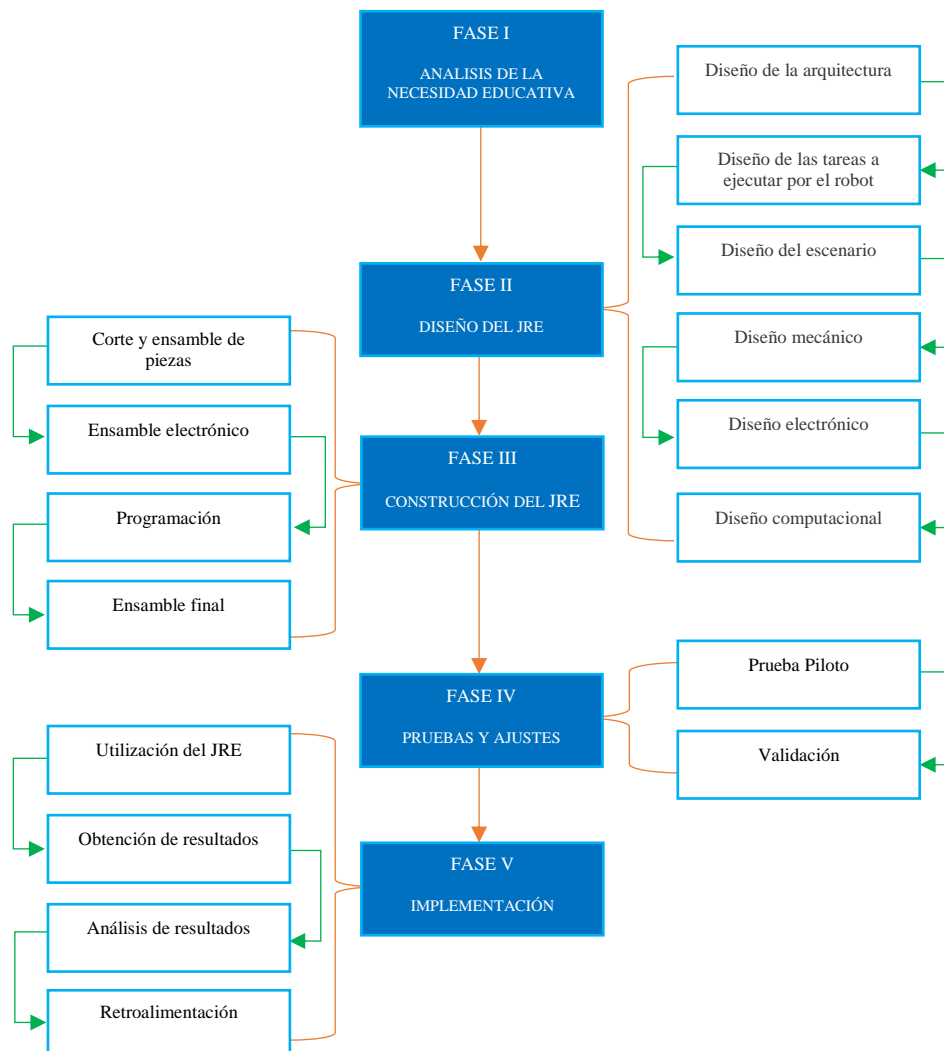 FASE I
ANALISIS DE LA
NECESIDAD EDUCATIVA
Diseño de la arquitectura
Diseño de las tareas a
ejecutar por el robot
Diseño del escenario
FASE II
DISEÑO DEL JRE
Diseño mecánico
Diseño electrónico
Diseño computacional
Corte y ensamble de
piezas
Ensamble electrónico
Programación
Ensamble final
FASE III
CONSTRUCCIÓN DEL JRE
FASE IV
PRUEBAS Y AJUSTES
Prueba Piloto
Validación
Utilización del JRE
Obtención de resultados
Análisis de resultados
Retroalimentación
FASE V
IMPLEMENTACIÓN